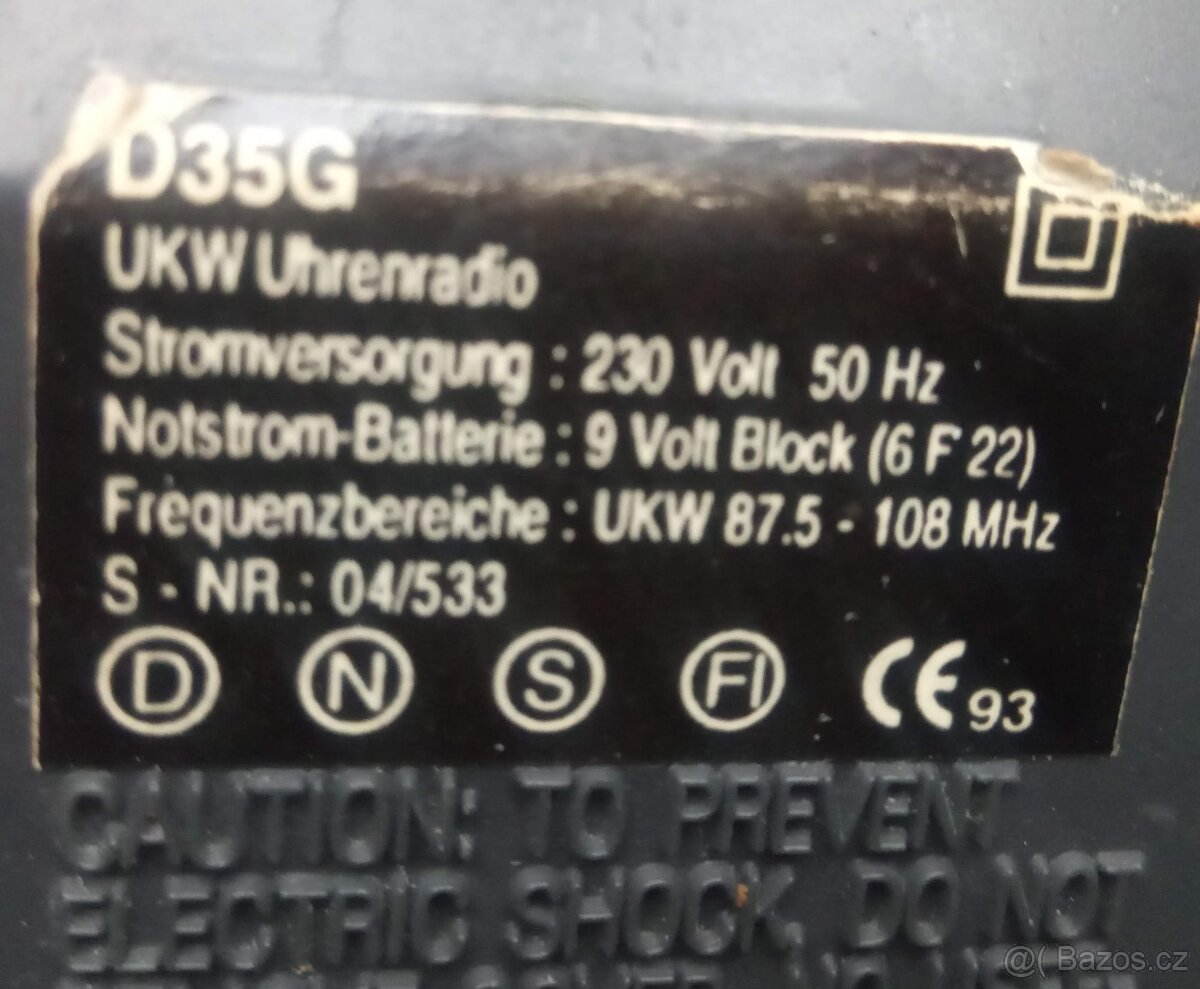 D35G
UKW Uhrenradio
Stromversorgung : 230 Volt 50 Hz
Notstrom-Batterie : 9 Volt Block (6 F 22)
Frequenzbereiche : UKW 87.5 - 108 MHz
S - NR.: 04/533
D N S FI CE 93
CAUTION: TO PREVENT
ELECTRIC SHOCK, DO NOT
@( Bazos.cz